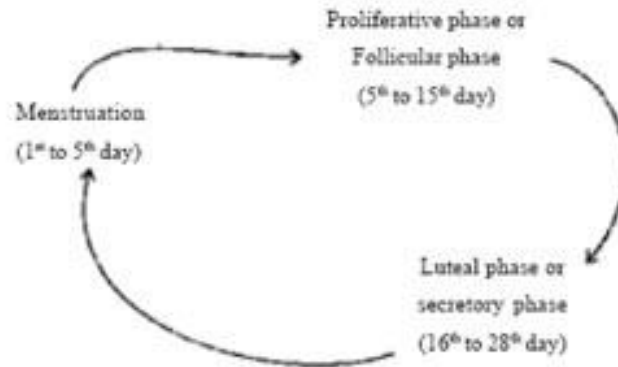 Proliferative phase or
Follicular phase
(5th to 15th day)
Menstruation
(1st to 5th day)
Luteal phase or
secretory phase
(16th to 28th day)